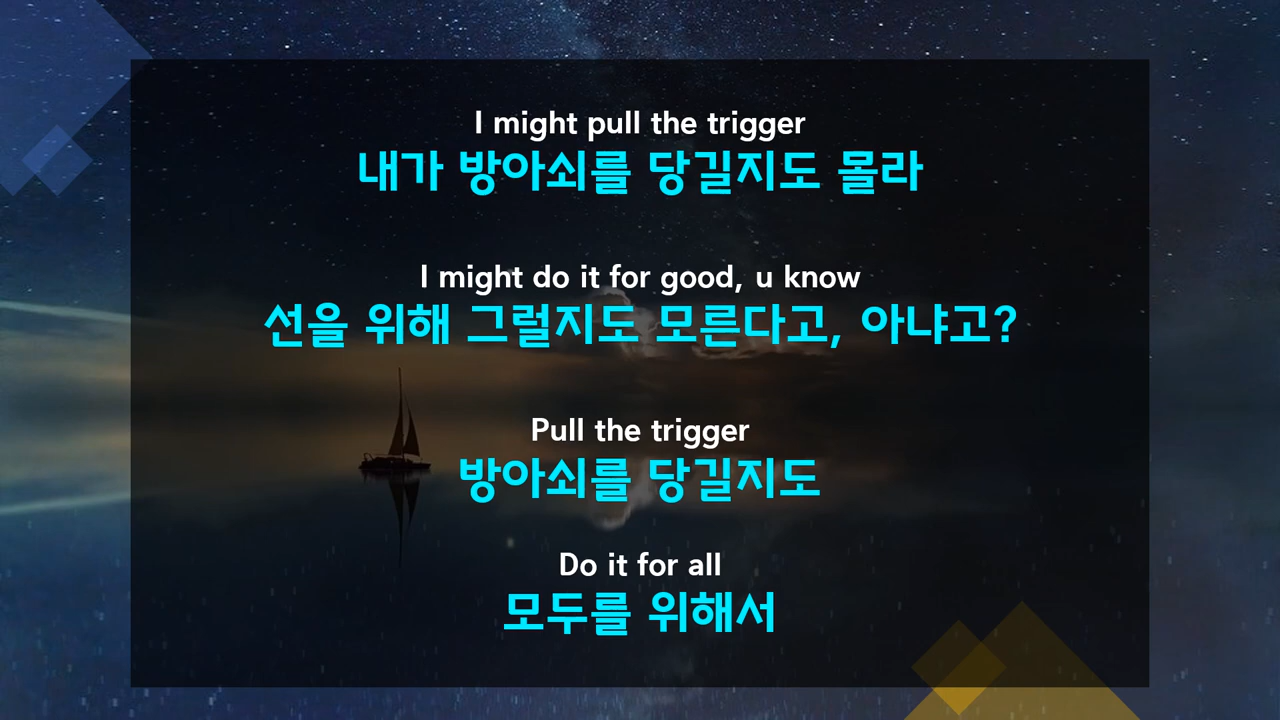 I might pull the trigger
내가 방아쇠를 당길지도 몰라
I might do it for good, u know
선을 위해 그럴지도 모른다고, 아냐고?
Pull the trigger
방아쇠를 당길지도
Do it for all
모두를 위해서